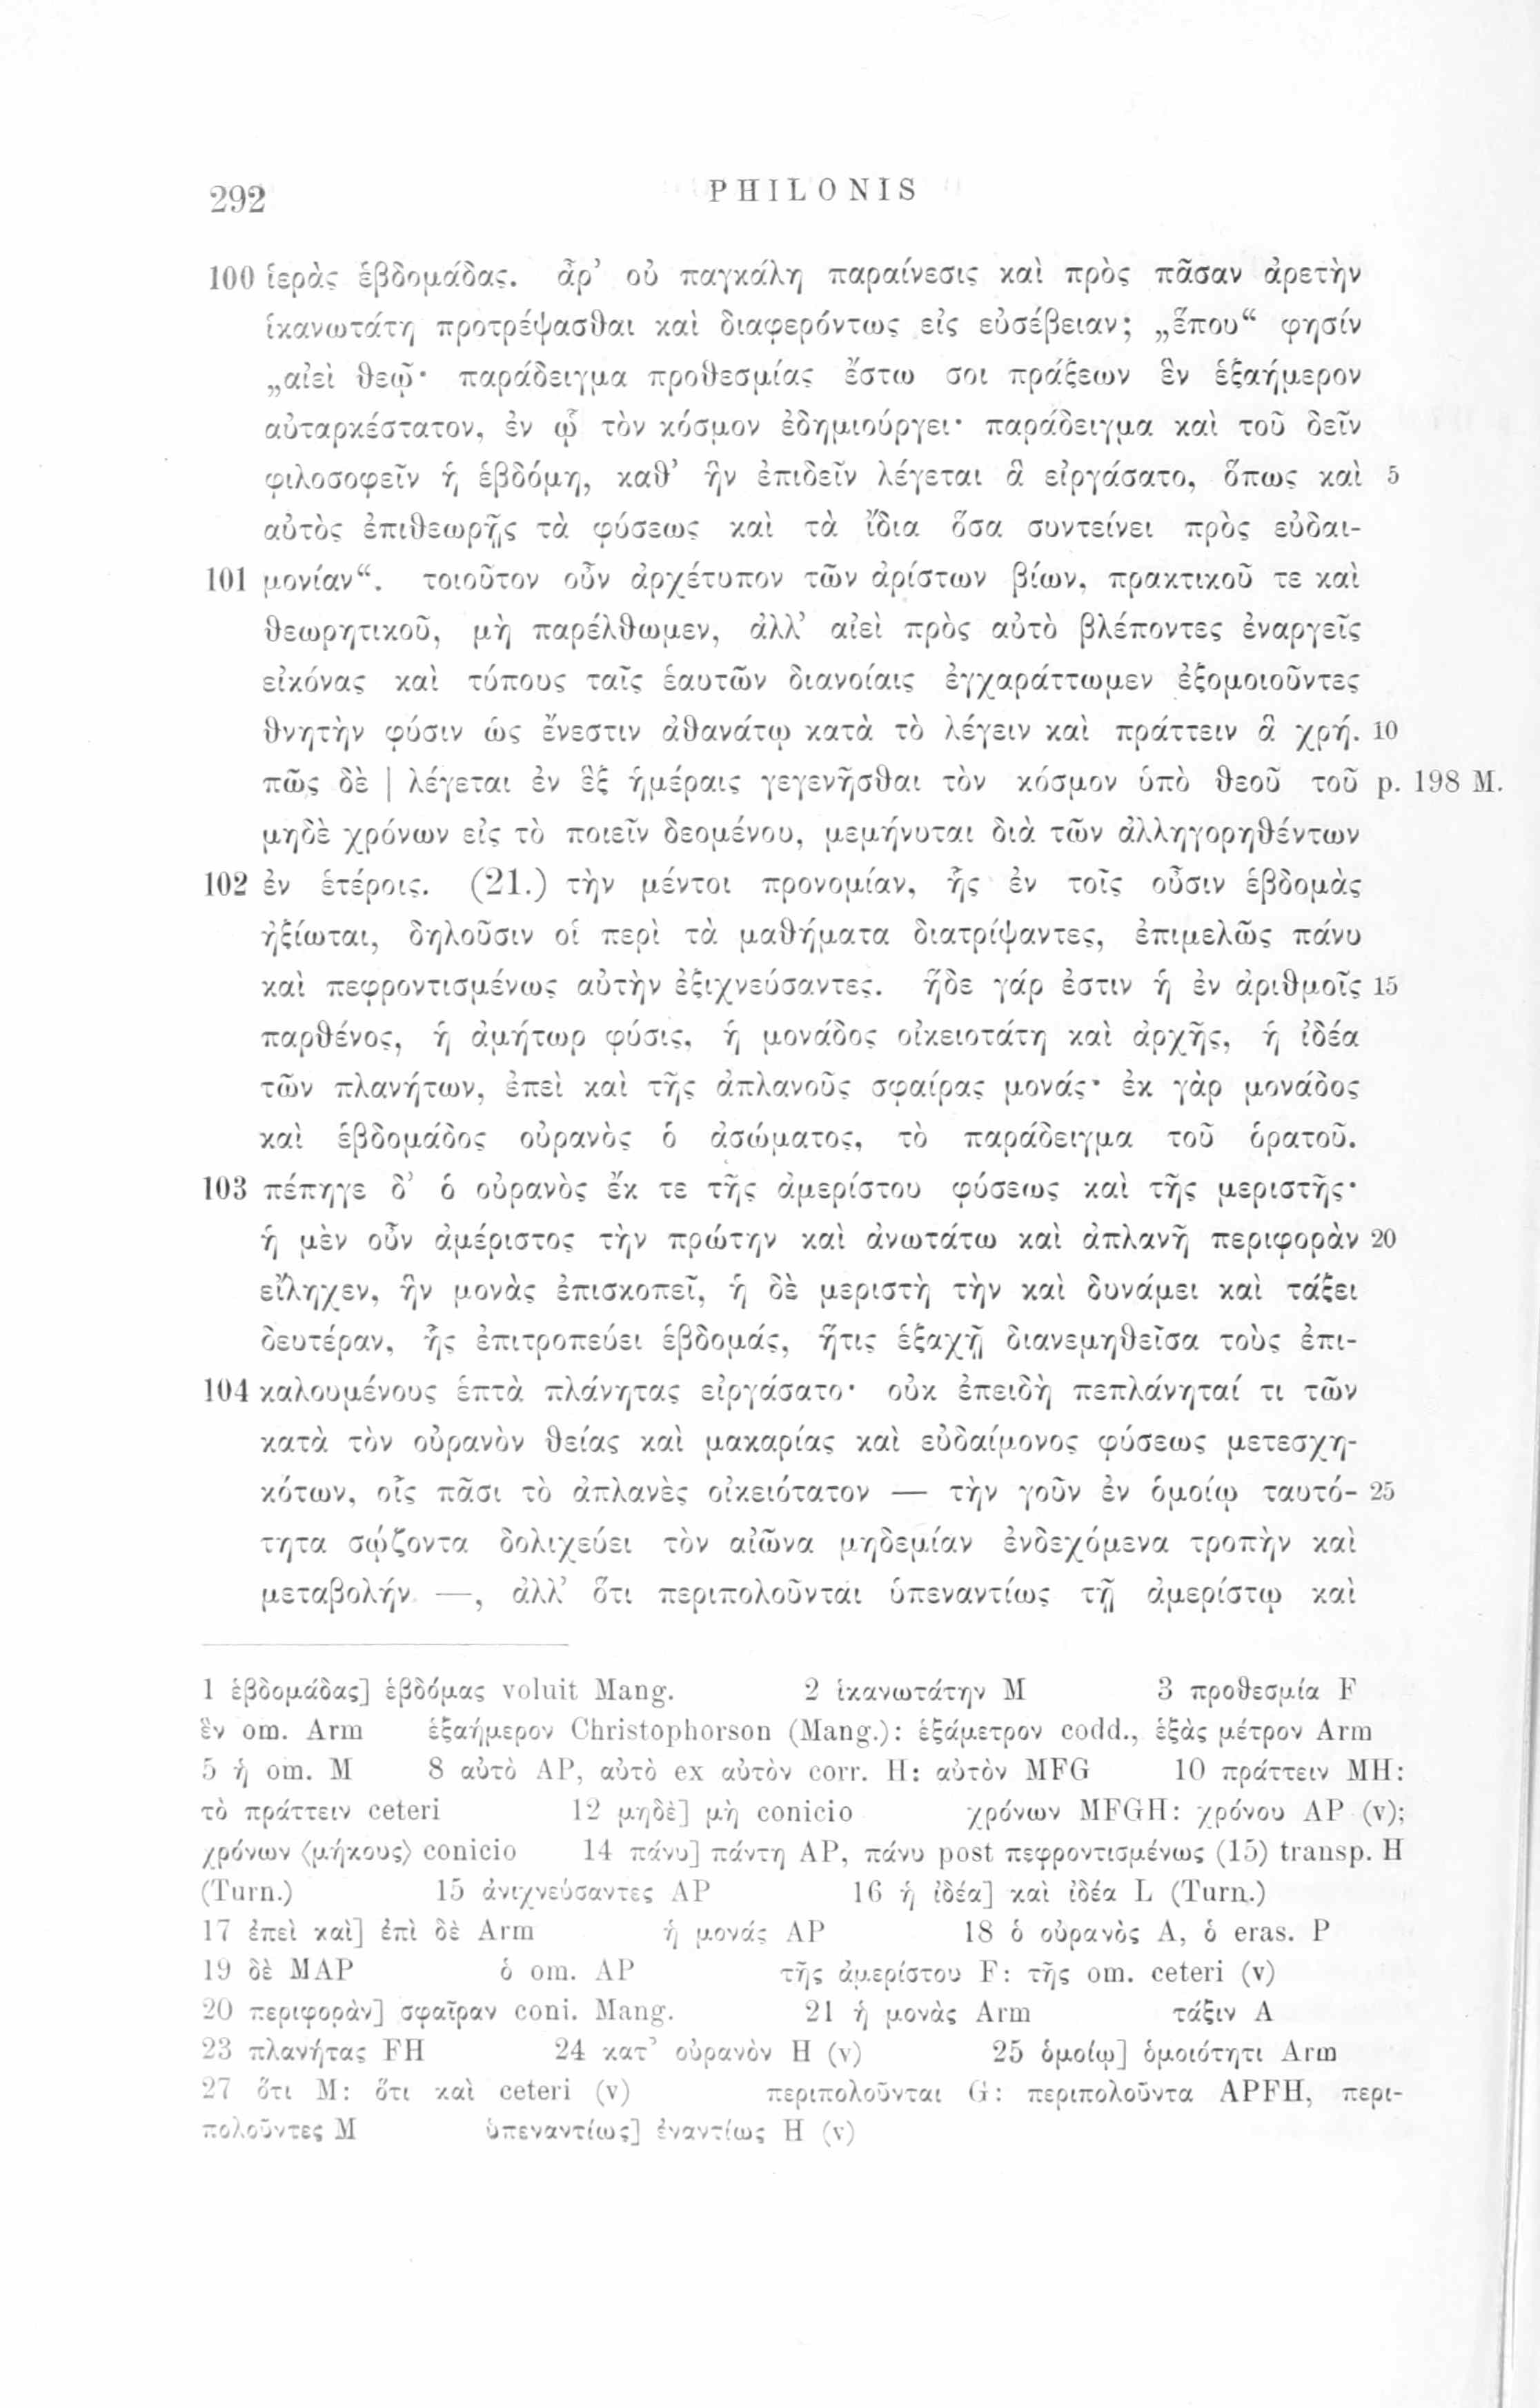 292
PHILONIS
100 ἱερὰς ἑβδομάδας. ἆρ’ οὐ παγκάλη παραίνεσις καὶ πρὸς πᾶσαν ἀρετὴν
ἱκανωτάτη προτρέψασθαι καὶ διαφερόντως εἰς εὐσέβειαν; „ἕπου“ φησίν
„αἰεὶ θεῷ· παράδειγμα προθεσμίας ἔστω σοι πράξεων ἓν ἑξαήμερον
αὐταρκέστατον, ἐν ᾧ τὸν κόσμον ἐδημιούργει· παράδειγμα καὶ τοῦ δεῖν
φιλοσοφεῖν ἡ ἑβδόμη, καθ’ ἣν ἐπιδεῖν λέγεται ἃ εἰργάσατο, ὅπως καὶ 5
αὐτὸς ἐπιθεωρῇς τὰ φύσεως καὶ τὰ ἴδια ὅσα συντείνει πρὸς εὐδαι-
101 μονίαν“. τοιοῦτον οὖν ἀρχέτυπον τῶν ἀρίστων βίων, πρακτικοῦ τε καὶ
θεωρητικοῦ, μὴ παρέλθωμεν, ἀλλ’ αἰεὶ πρὸς αὐτὸ βλέποντες ἐναργεῖς
εἰκόνας καὶ τύπους ταῖς ἑαυτῶν διανοίαις ἐγχαράττωμεν ἐξομοιοῦντες
θνητὴν φύσιν ὡς ἔνεστιν ἀθανάτῳ κατὰ τὸ λέγειν καὶ πράττειν ἃ χρή. 10
πῶς δὲ | λέγεται ἐν ἓξ ἡμέραις γεγενῆσθαι τὸν κόσμον ὑπὸ θεοῦ τοῦ p. 198 M.
μηδὲ χρόνων εἰς τὸ ποιεῖν δεομένου, μεμήνυται διὰ τῶν ἀλληγορηθέντων
102 ἐν ἑτέροις. (21.) τὴν μέντοι προνομίαν, ἧς ἐν τοῖς οὖσιν ἑβδομὰς
ἠξίωται, δηλοῦσιν οἱ περὶ τὰ μαθήματα διατρίψαντες, ἐπιμελῶς πάνυ
καὶ πεφροντισμένως αὐτὴν ἐξιχνεύσαντες. ἥδε γάρ ἐστιν ἡ ἐν ἀριθμοῖς 15
παρθένος, ἡ ἀμήτωρ φύσις, ἡ μονάδος οἰκειοτάτη καὶ ἀρχῆς, ἡ ἰδέα
τῶν πλανήτων, ἐπεὶ καὶ τῆς ἀπλανοῦς σφαίρας μονάς· ἐκ γὰρ μονάδος
καὶ ἑβδομάδος οὐρανὸς ὁ ἀσώματος, τὸ παράδειγμα τοῦ ὁρατοῦ.
103 πέπηγε δ’ ὁ οὐρανὸς ἔκ τε τῆς ἀμερίστου φύσεως καὶ τῆς μεριστῆς·
ἡ μὲν οὖν ἀμέριστος τὴν πρώτην καὶ ἀνωτάτω καὶ ἀπλανῆ περιφορὰν 20
εἴληχεν, ἣν μονὰς ἐπισκοπεῖ, ἡ δὲ μεριστὴ τὴν καὶ δυνάμει καὶ τάξει
δευτέραν, ἧς ἐπιτροπεύει ἑβδομάς, ἥτις ἑξαχῇ διανεμηθεῖσα τοὺς ἐπι-
104 καλουμένους ἑπτὰ πλάνητας εἰργάσατο· οὐκ ἐπειδὴ πεπλάνηταί τι τῶν
κατὰ τὸν οὐρανὸν θείας καὶ μακαρίας καὶ εὐδαίμονος φύσεως μετεσχη-
κότων, οἷς πᾶσι τὸ ἀπλανὲς οἰκειότατον — τὴν γοῦν ἐν ὁμοίῳ ταυτό- 25
τητα σῴζοντα δολιχεύει τὸν αἰῶνα μηδεμίαν ἐνδεχόμενα τροπὴν καὶ
μεταβολήν —, ἀλλ’ ὅτι περιπολοῦνται ὑπεναντίως τῇ ἀμερίστῳ καὶ
1 ἑβδομάδας] ἑβδόμας voluit Mang. 2 ἱκανωτάτην M 3 προθεσμία F
ἓν om. Arm ἑξαήμερον Christophorson (Mang.): ἑξάμετρον codd., ἑξὰς μέτρον Arm
5 ἡ om. M 8 αὐτὸ AP, αὐτὸ ex αὐτὸν corr. H: αὐτὸν MFG 10 πράττειν MH:
τὸ πράττειν ceteri 12 μηδὲ] μὴ conicio χρόνων MFGH: χρόνου AP (v);
χρόνων ⟨μήκους⟩ conicio 14 πάνυ] πάντη AP, πάνυ post πεφροντισμένως (15) transp. H
(Turn.) 15 ἀνιχνεύσαντες AP 16 ἡ ἰδέα] καὶ ἰδέα L (Turn.)
17 ἐπεὶ καὶ] ἐπὶ δὲ Arm ἡ μονάς AP 18 ὁ οὐρανὸς A, ὁ eras. P
19 δὲ MAP ὁ om. AP τῆς ἀμερίστου F: τῆς om. ceteri (v)
20 περιφορὰν] σφαῖραν coni. Mang. 21 ἡ μονὰς Arm τάξιν A
23 πλανήτας FH 24 κατ’ οὐρανὸν H (v) 25 ὁμοίῳ] ὁμοιότητι Arm
27 ὅτι M: ὅτι καὶ ceteri (v) περιπολοῦνται G: περιπολοῦντα APFH, περι-
πολοῦντες M ὑπεναντίως] ἐναντίως H (v)